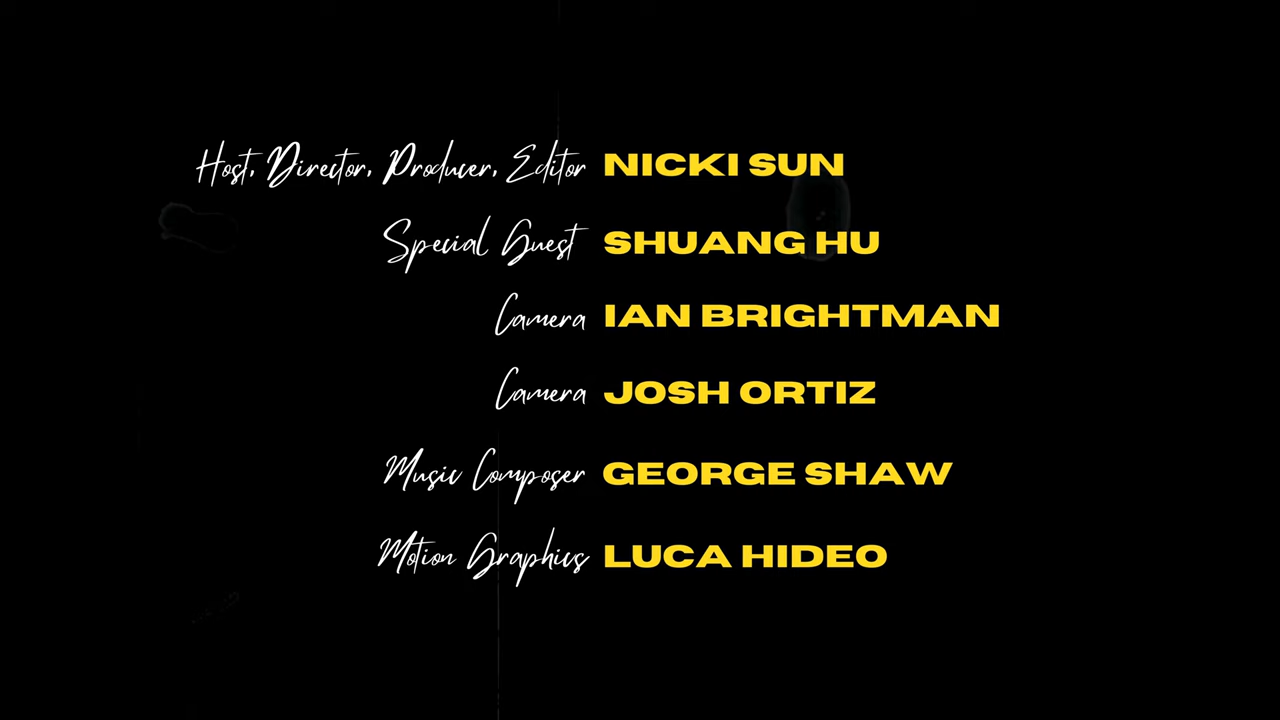 Host, Director, Producer, Editor NICKI SUN
Special Guest SHUANG HU
Camera IAN BRIGHTMAN
Camera JOSH ORTIZ
Music Composer GEORGE SHAW
Motion Graphics LUCA HIDEO